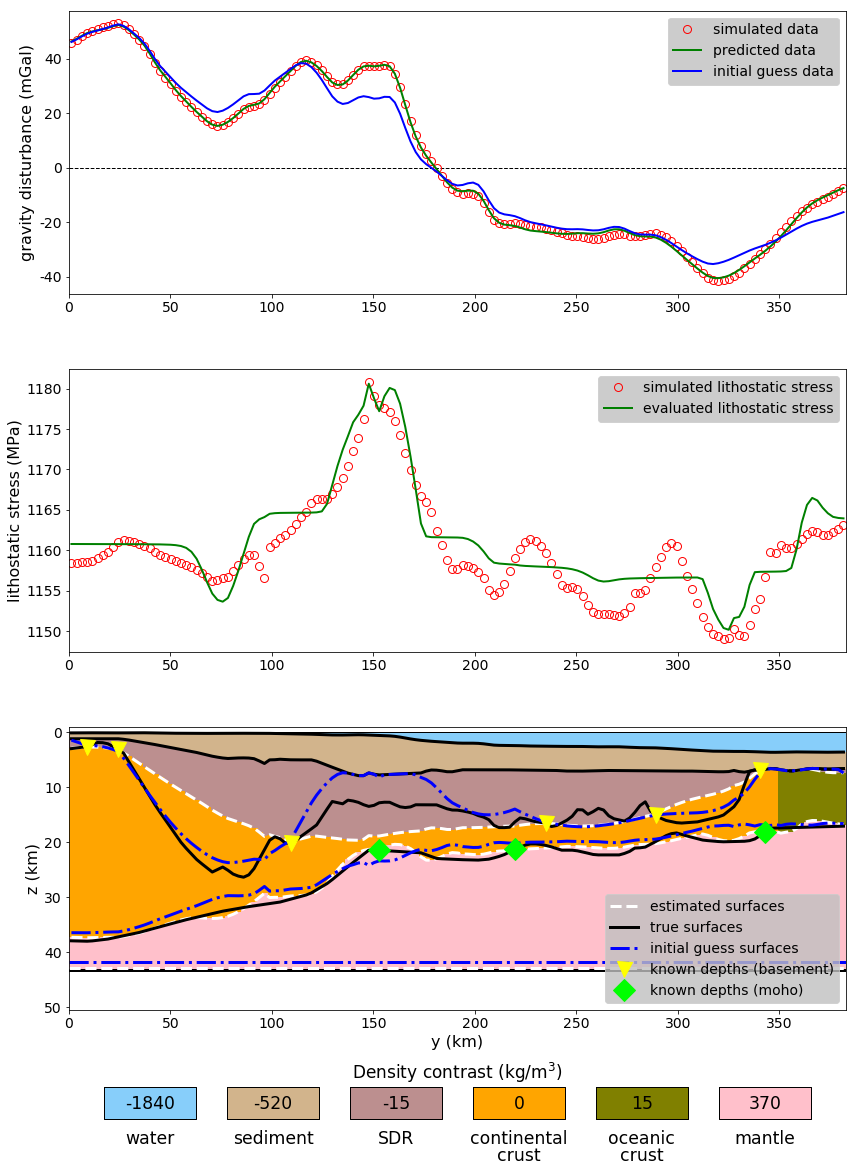 gravity disturbance (mGal)
40
20
0
-20
-40
simulated data
predicted data
initial guess data
0 50 100 150 200 250 300 350
lithostatic stress (MPa)
1180
1175
1170
1165
1160
1155
1150
simulated lithostatic stress
evaluated lithostatic stress
0 50 100 150 200 250 300 350
z (km)
0
10
20
30
40
50
estimated surfaces
true surfaces
initial guess surfaces
known depths (basement)
known depths (moho)
0 50 100 150 200 250 300 350
y (km)
Density contrast (kg/m³)
-1840 -520 -15 0 15 370
water sediment SDR continental oceanic mantle
crust crust